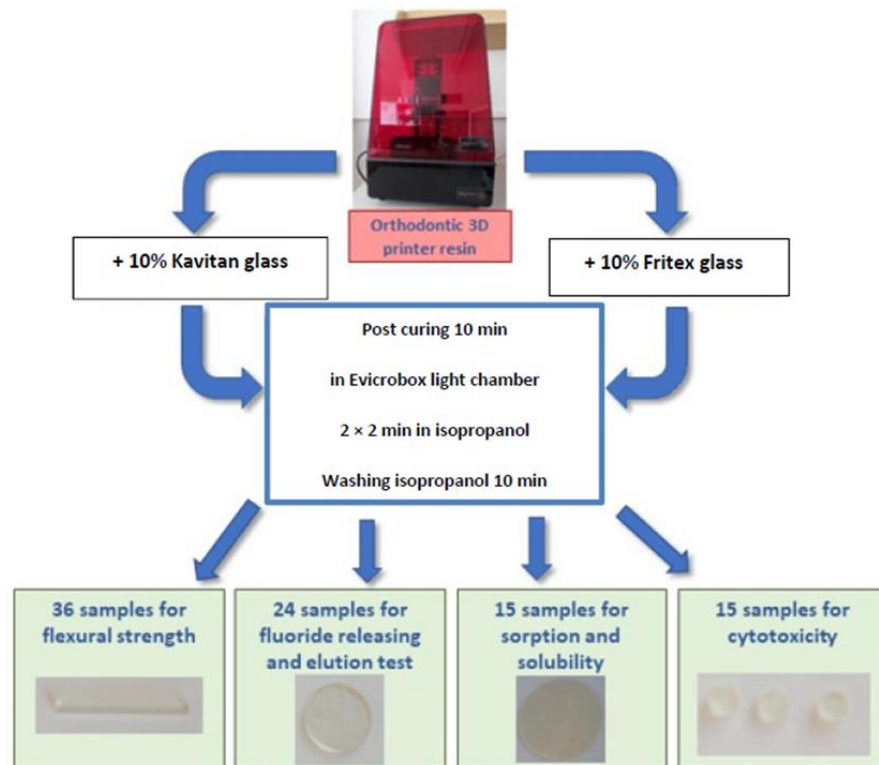 Orthodontic 3D
printer resin
+ 10% Kavitan glass
+ 10% Fritex glass
Post curing 10 min
in Evicrobox light chamber
2 × 2 min in isopropanol
Washing isopropanol 10 min
36 samples for
flexural strength
24 samples for
fluoride releasing
and elution test
15 samples for
sorption and
solubility
15 samples for
cytotoxicity